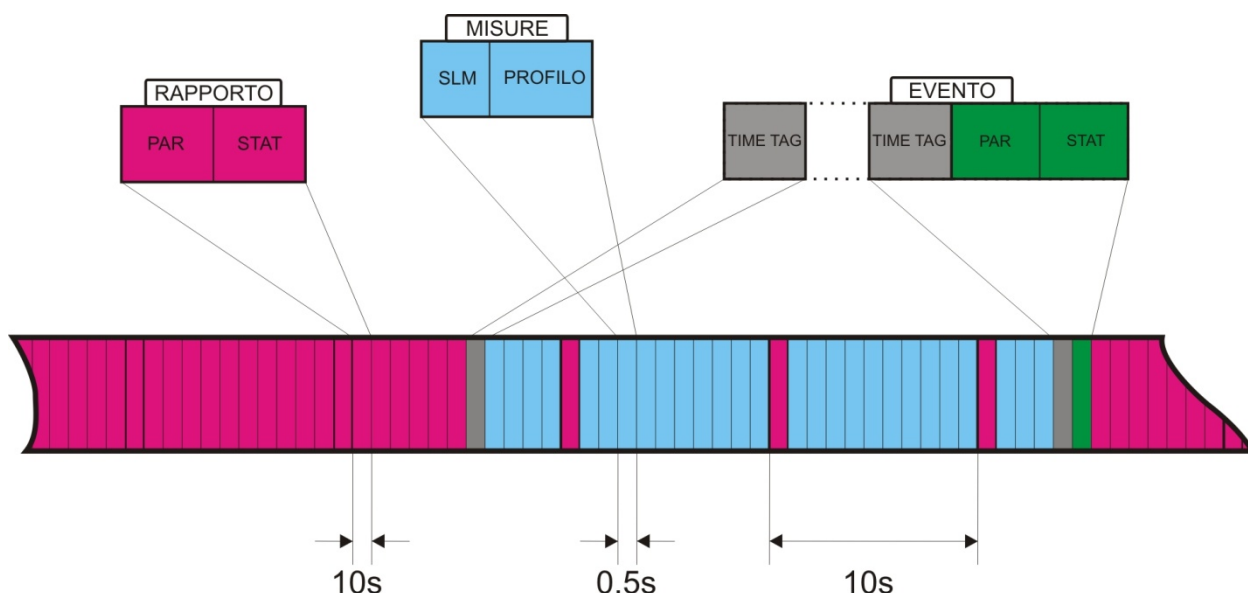 MISURE
SLM PROFILO
RAPPORTO
PAR STAT
EVENTO
TIME TAG TIME TAG PAR STAT
10s 0.5s 10s